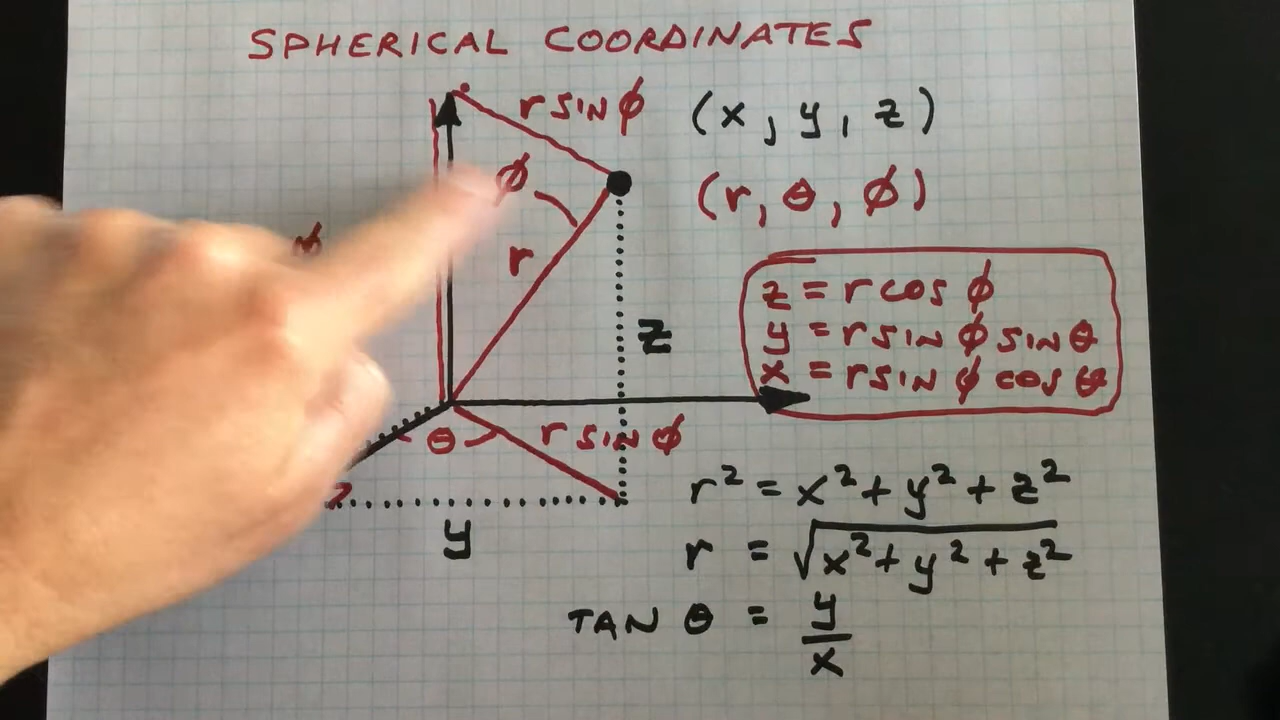 SPHERICAL COORDINATES
r sin ϕ
(x, y, z)
ϕ
(r, θ, ϕ)
ϕ
r
z = r cos ϕ
y = r sin ϕ sin θ
x = r sin ϕ cos θ
z
θ
r sin ϕ
r² = x² + y² + z²
y
r = √x² + y² + z²
TAN θ = y/x